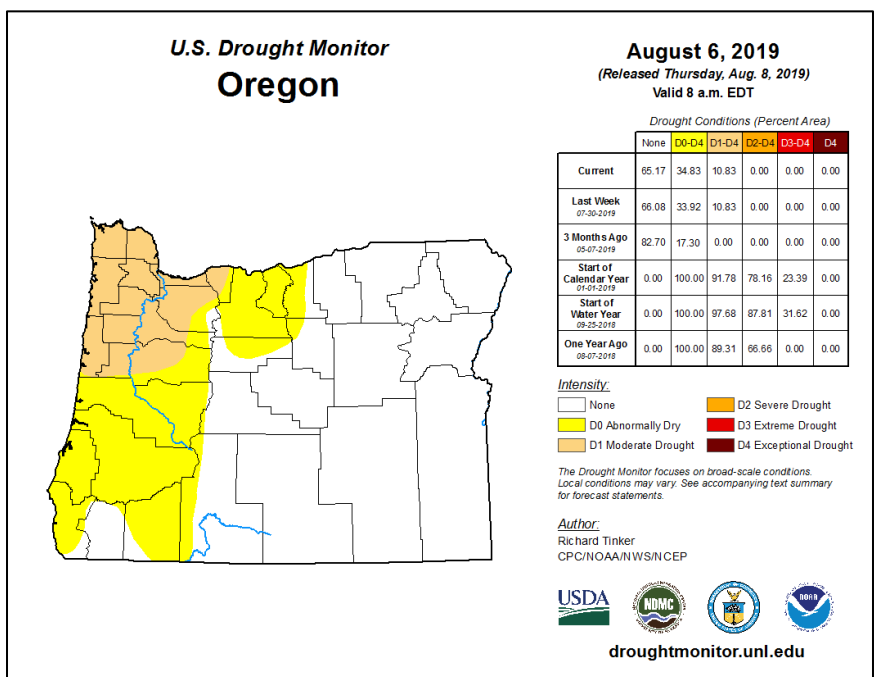 U.S. Drought Monitor
Oregon
August 6, 2019
(Released Thursday, Aug. 8, 2019)
Valid 8 a.m. EDT
Drought Conditions (Percent Area)
None D0-D4 D1-D4 D2-D4 D3-D4 D4
Current 65.17 34.83 10.83 0.00 0.00 0.00
Last Week
07-30-2019 66.08 33.92 10.83 0.00 0.00 0.00
3 Months Ago
05-07-2019 82.70 17.30 0.00 0.00 0.00 0.00
Start of
Calendar Year
01-01-2019 0.00 100.00 91.78 78.16 23.39 0.00
Start of
Water Year
09-25-2018 0.00 100.00 97.68 87.81 31.62 0.00
One Year Ago
08-07-2018 0.00 100.00 89.31 66.66 0.00 0.00
Intensity:
None
D0 Abnormally Dry
D1 Moderate Drought
D2 Severe Drought
D3 Extreme Drought
D4 Exceptional Drought
The Drought Monitor focuses on broad-scale conditions.
Local conditions may vary. See accompanying text summary
for forecast statements.
Author:
Richard Tinker
CPC/NOAA/NWS/NCEP
USDA
NDMC
NOAA
droughtmonitor.unl.edu